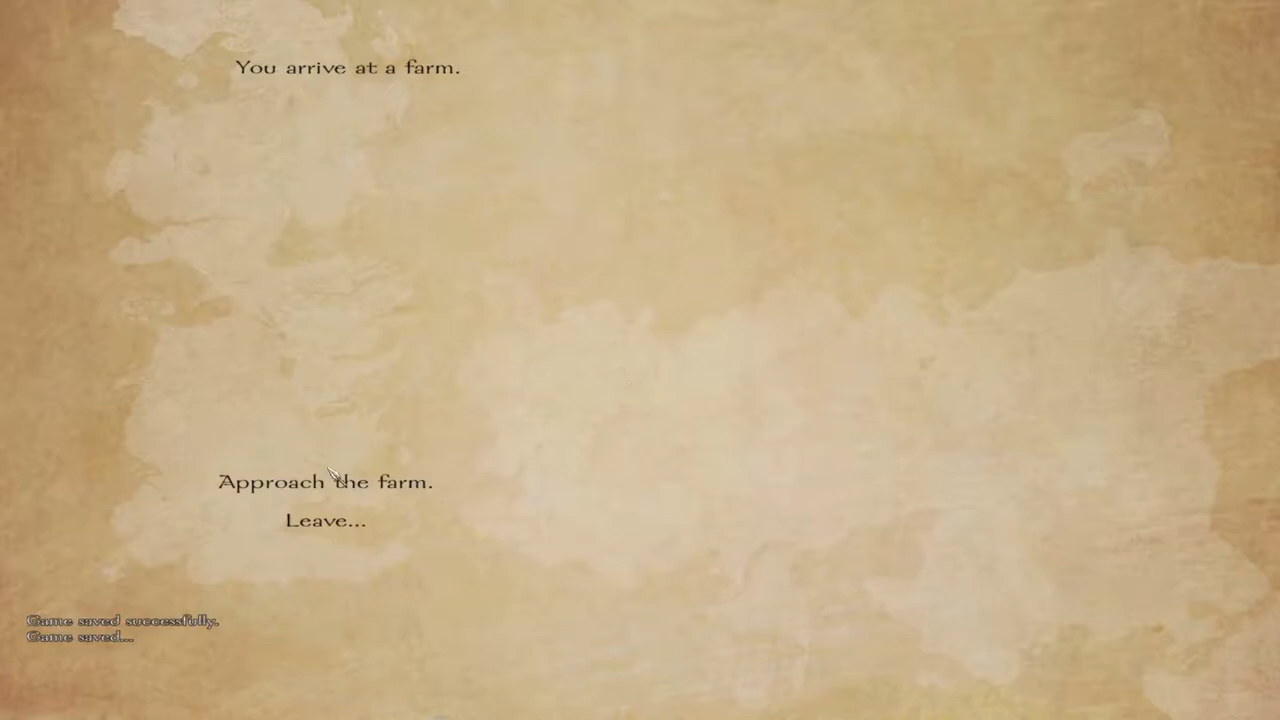 You arrive at a farm.
Approach the farm.
Leave...
Game saved successfully.
Game saved...